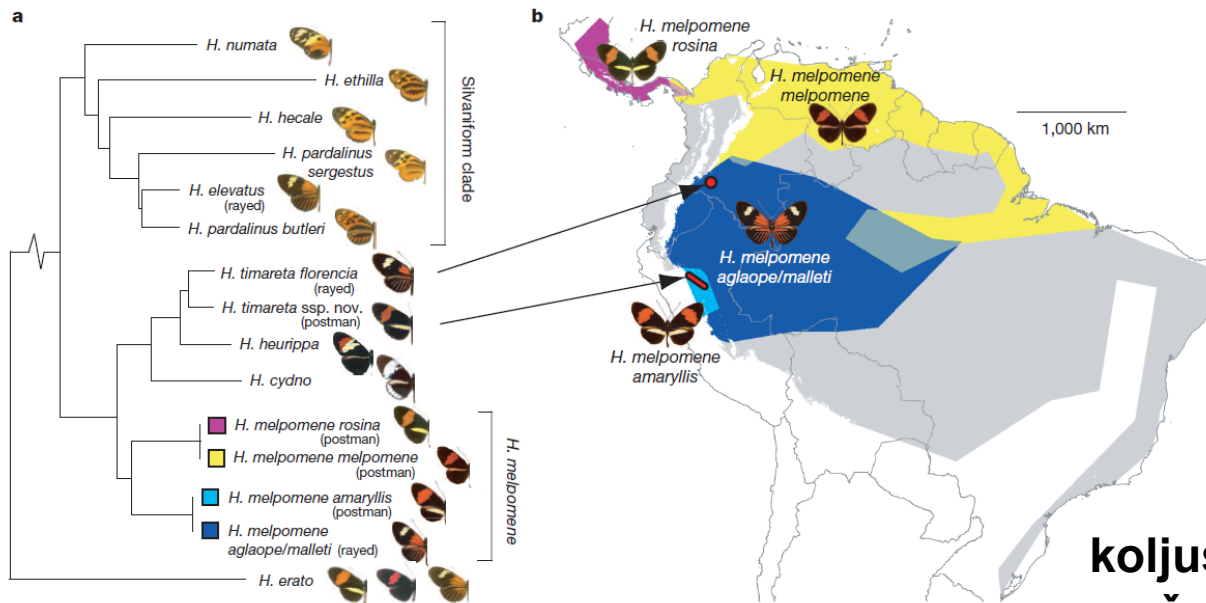 a
H. numata
H. ethilla
H. hecale
H. pardalinus
sergestus
H. elevatus
(rayed)
H. pardalinus butleri
Silvaniform clade
H. timareta florencia
(rayed)
H. timareta ssp. nov.
(postman)
H. heurippa
H. cydno
H. melpomene rosina
(postman)
H. melpomene melpomene
(postman)
H. melpomene amaryllis
(postman)
H. melpomene
aglaope/malleti (rayed)
H. melpomene
H. erato
b
H. melpomene
rosina
H. melpomene
melpomene
1,000 km
H. melpomene
aglaope/malleti
H. melpomene
amaryllis
koljus